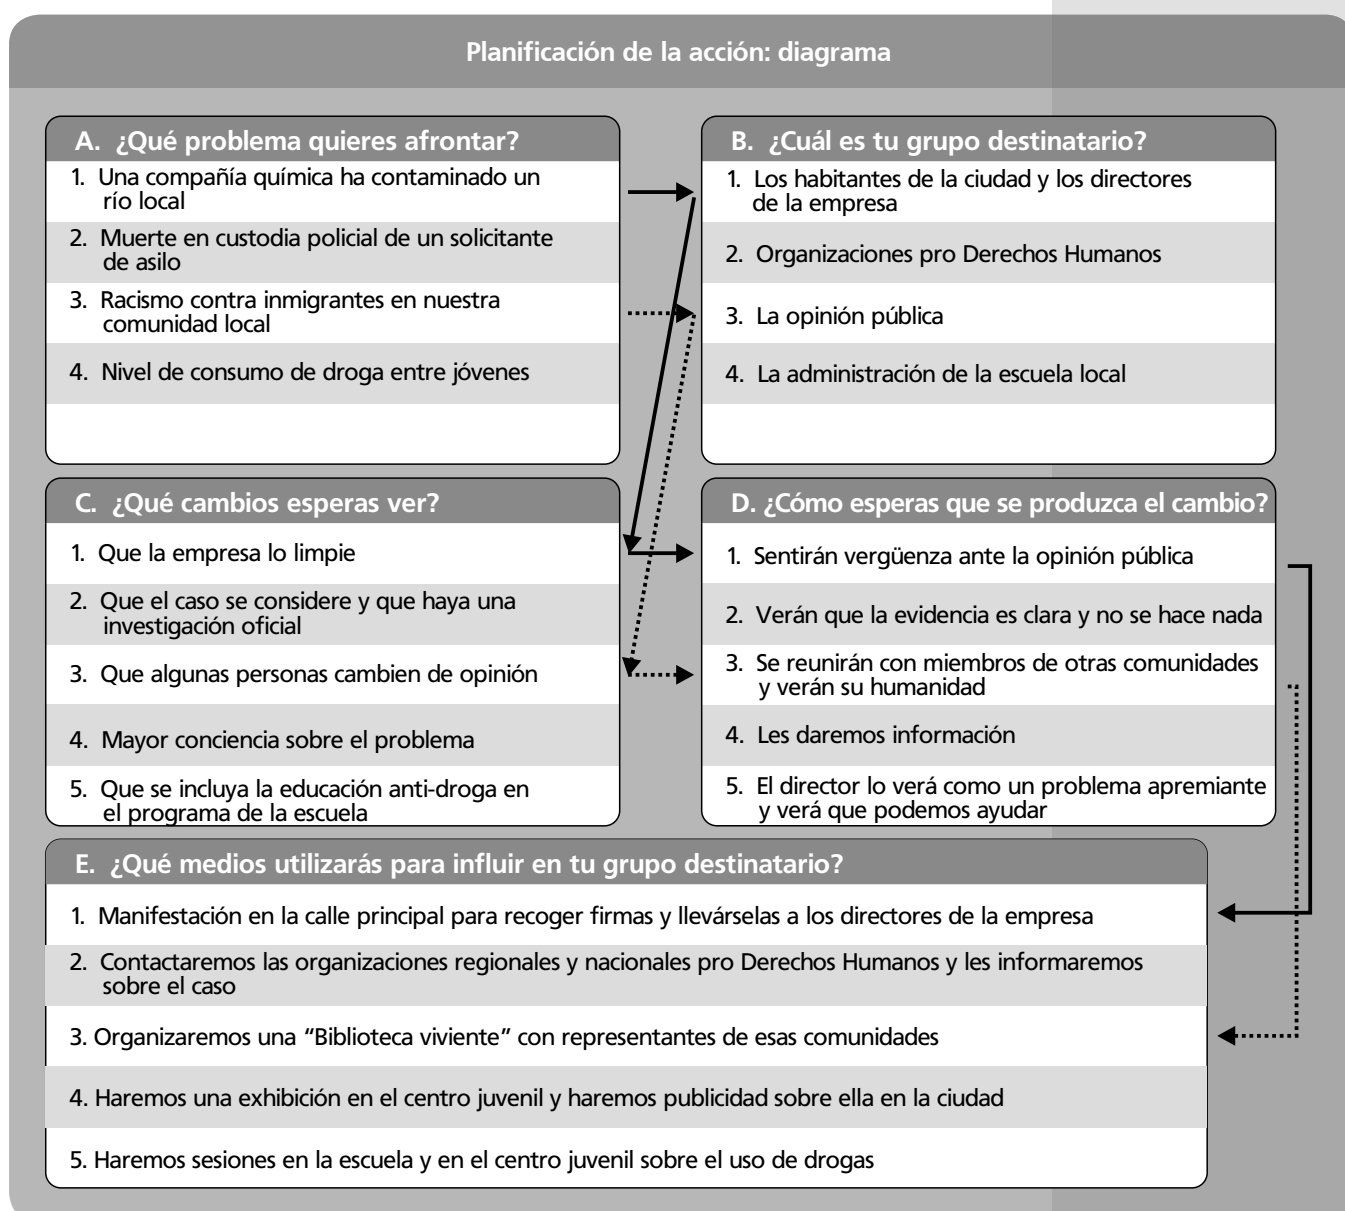 Planificación de la acción: diagrama
A. ¿Qué problema quieres afrontar?
1. Una compañía química ha contaminado un
río local
2. Muerte en custodia policial de un solicitante
de asilo
3. Racismo contra inmigrantes en nuestra
comunidad local
4. Nivel de consumo de droga entre jóvenes
B. ¿Cuál es tu grupo destinatario?
1. Los habitantes de la ciudad y los directores
de la empresa
2. Organizaciones pro Derechos Humanos
3. La opinión pública
4. La administración de la escuela local
C. ¿Qué cambios esperas ver?
1. Que la empresa lo limpie
2. Que el caso se considere y que haya una
investigación oficial
3. Que algunas personas cambien de opinión
4. Mayor conciencia sobre el problema
5. Que se incluya la educación anti-droga en
el programa de la escuela
D. ¿Cómo esperas que se produzca el cambio?
1. Sentirán vergüenza ante la opinión pública
2. Verán que la evidencia es clara y no se hace nada
3. Se reunirán con miembros de otras comunidades
y verán su humanidad
4. Les daremos información
5. El director lo verá como un problema apremiante
y verá que podemos ayudar
E. ¿Qué medios utilizarás para influir en tu grupo destinatario?
1. Manifestación en la calle principal para recoger firmas y llevárselas a los directores de la empresa
2. Contactaremos las organizaciones regionales y nacionales pro Derechos Humanos y les informaremos
sobre el caso
3. Organizaremos una “Biblioteca viviente” con representantes de esas comunidades
4. Haremos una exhibición en el centro juvenil y haremos publicidad sobre ella en la ciudad
5. Haremos sesiones en la escuela y en el centro juvenil sobre el uso de drogas